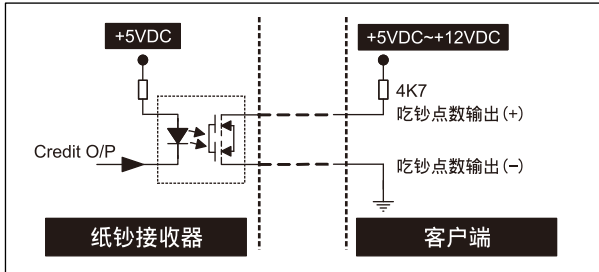 +5VDC
+5VDC~+12VDC
4K7
吃钞点数输出(+)
Credit O/P
吃钞点数输出(-)
纸钞接收器
客户端